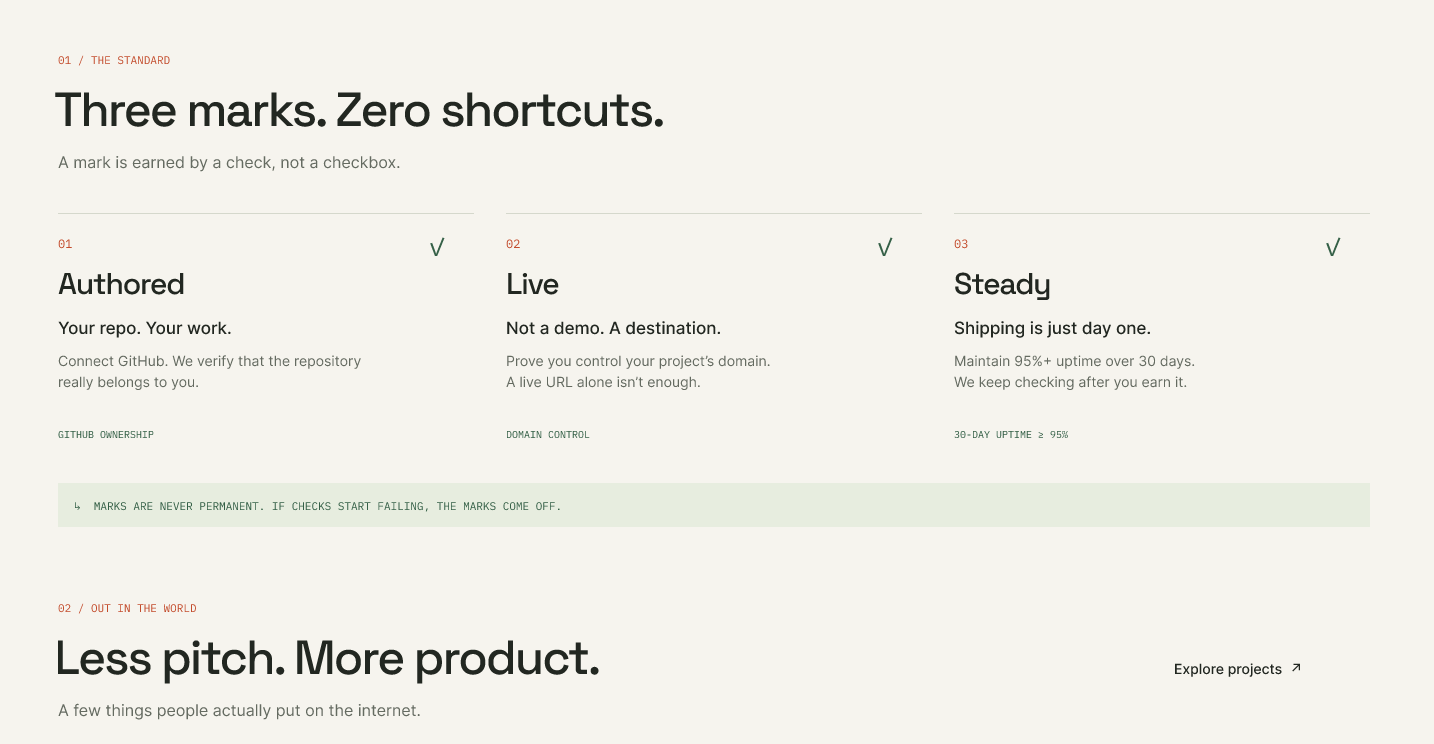 01 / THE STANDARD
Three marks. Zero shortcuts.
A mark is earned by a check, not a checkbox.
01 √
Authored
Your repo. Your work.
Connect GitHub. We verify that the repository
really belongs to you.
GITHUB OWNERSHIP
02 √
Live
Not a demo. A destination.
Prove you control your project’s domain.
A live URL alone isn’t enough.
DOMAIN CONTROL
03 √
Steady
Shipping is just day one.
Maintain 95%+ uptime over 30 days.
We keep checking after you earn it.
30-DAY UPTIME ≥ 95%
↳ MARKS ARE NEVER PERMANENT. IF CHECKS START FAILING, THE MARKS COME OFF.
02 / OUT IN THE WORLD
Less pitch. More product.
Explore projects ↗
A few things people actually put on the internet.